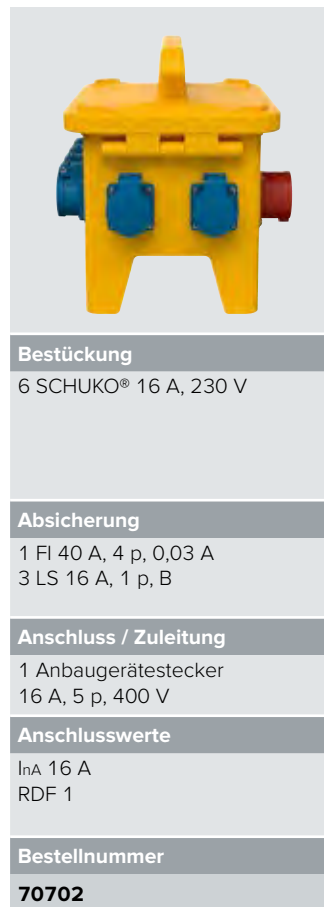 Bestückung
6 SCHUKO® 16 A, 230 V
Absicherung
1 FI 40 A, 4 p, 0,03 A
3 LS 16 A, 1 p, B
Anschluss / Zuleitung
1 Anbaugerätestecker
16 A, 5 p, 400 V
Anschlusswerte
InA 16 A
RDF 1
Bestellnummer
70702